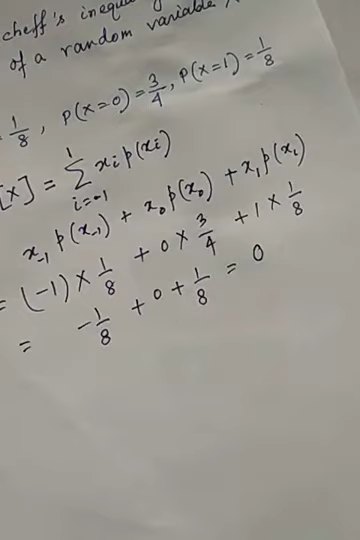 cheff's inequa
of a random variable
1/8, P(x=0) = 3/4, P(x=1) = 1/8
[x] = ∑_{i=-1}^{1} x_i p(x_i)
x_{-1} p(x_{-1}) + x_0 p(x_0) + x_1 p(x_1)
= (-1) × 1/8 + 0 × 3/4 + 1 × 1/8
= -1/8 + 0 + 1/8 = 0